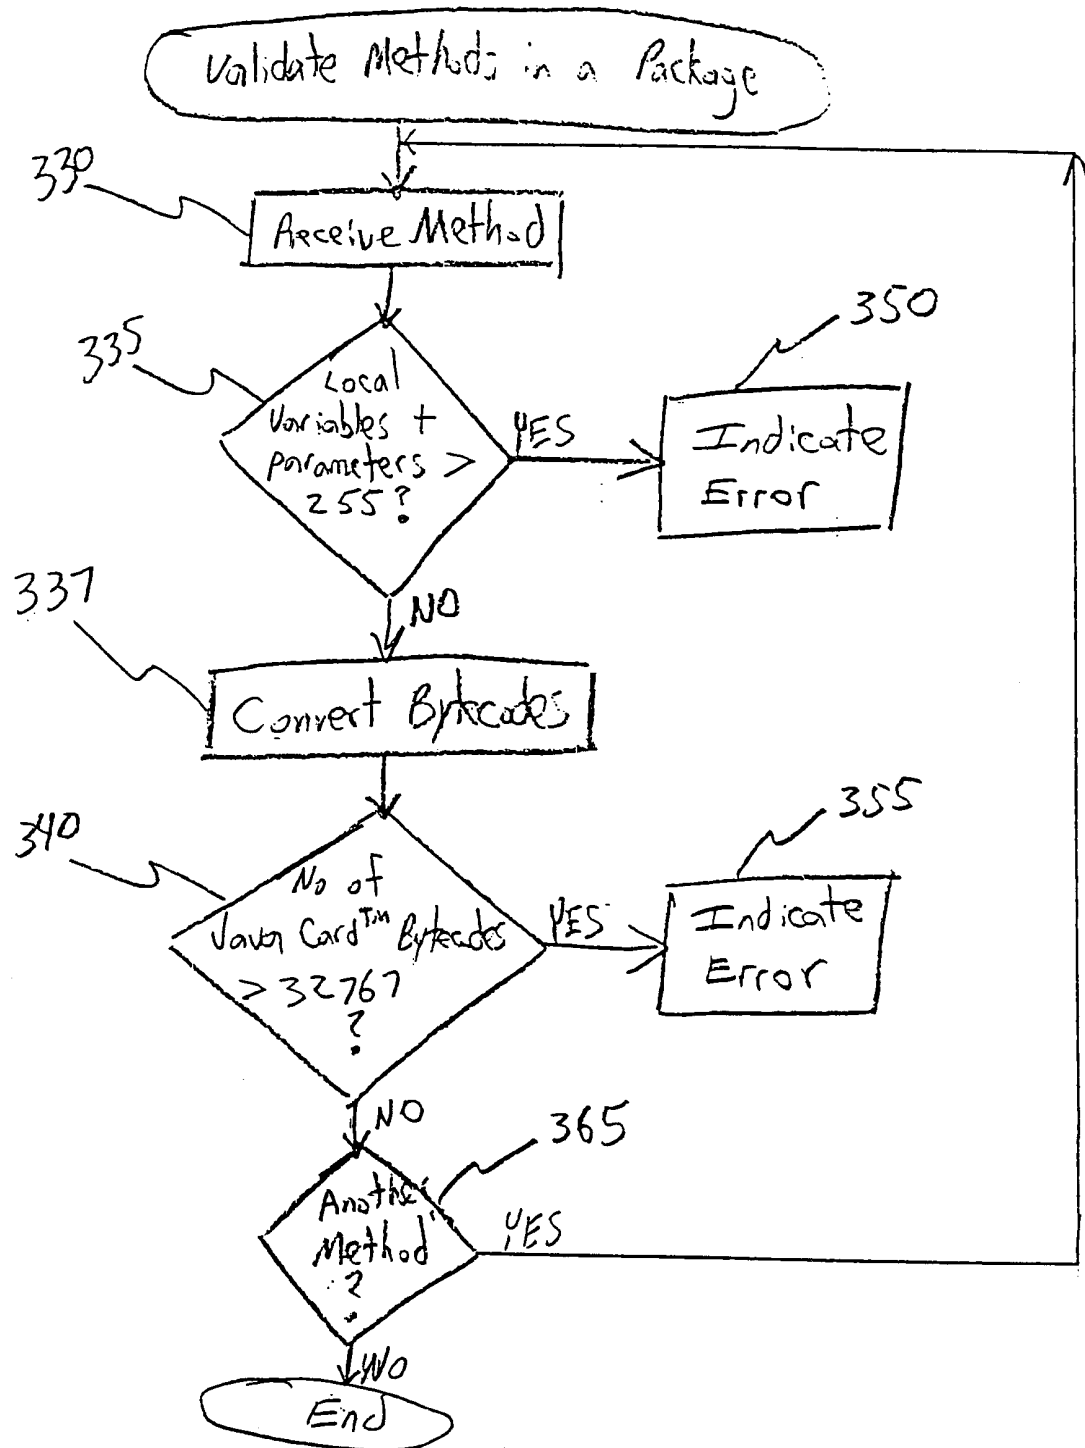 Validate Methods in a Package
330
Receive Method
350
335
Local
Variables +
parameters >
255?
YES
Indicate
Error
337
NO
Convert Bytecodes
355
340
No of
Java Card™ Bytecodes
> 32767
?
YES
Indicate
Error
NO
365
Another
Method
?
YES
NO
End